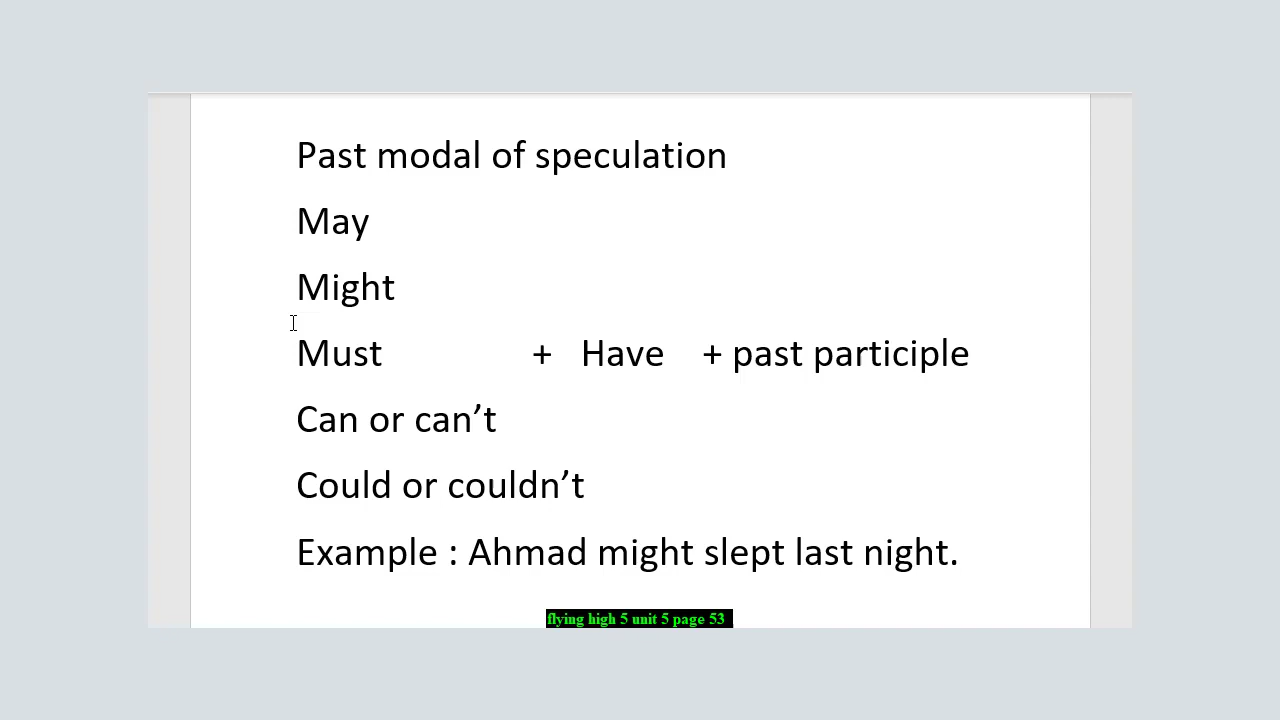 Past modal of speculation
May
Might
Must + Have + past participle
Can or can’t
Could or couldn’t
Example : Ahmad might slept last night.
flying high 5 unit 5 page 53